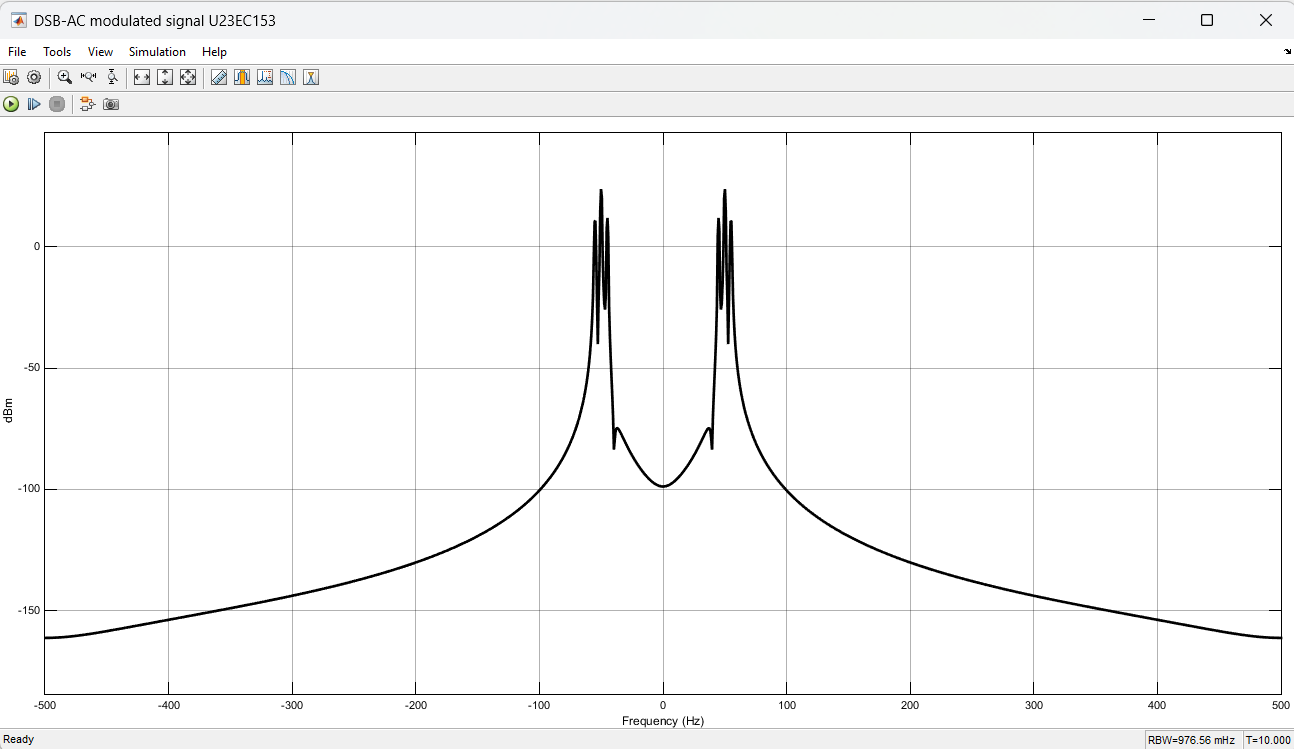 DSB-AC modulated signal U23EC153
File Tools View Simulation Help
0
-50
-100
-150
dBm
-500 -400 -300 -200 -100 0 100 200 300 400 500
Frequency (Hz)
Ready RBW=976.56 mHz T=10.000